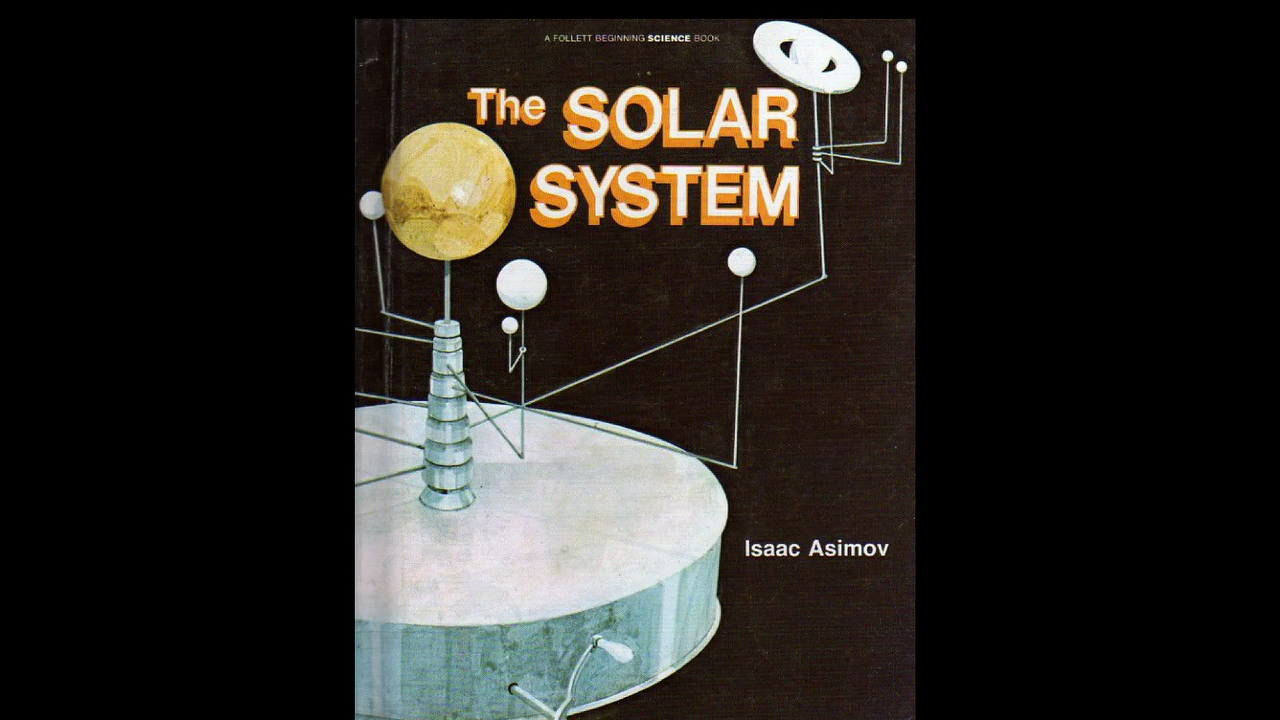 A FOLLETT BEGINNING SCIENCE BOOK
The SOLAR
SYSTEM
Isaac Asimov